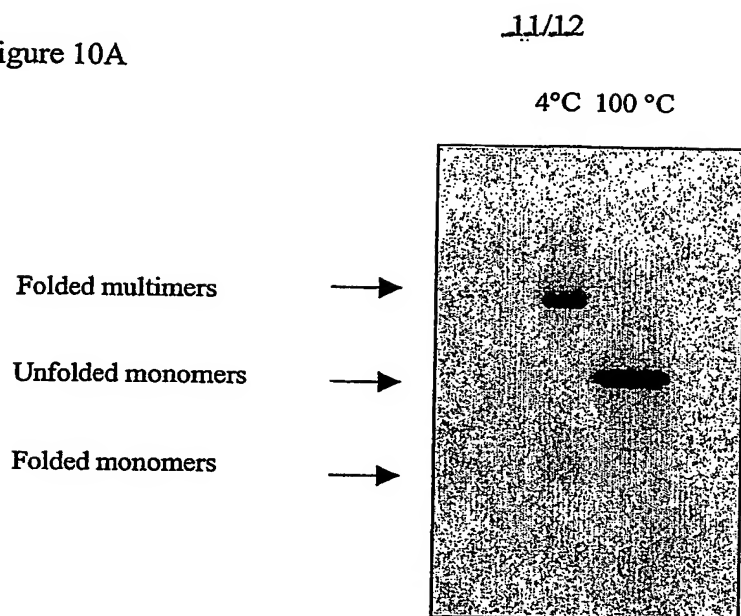 11/12
igure 10A
4°C 100 °C
Folded multimers
Unfolded monomers
Folded monomers